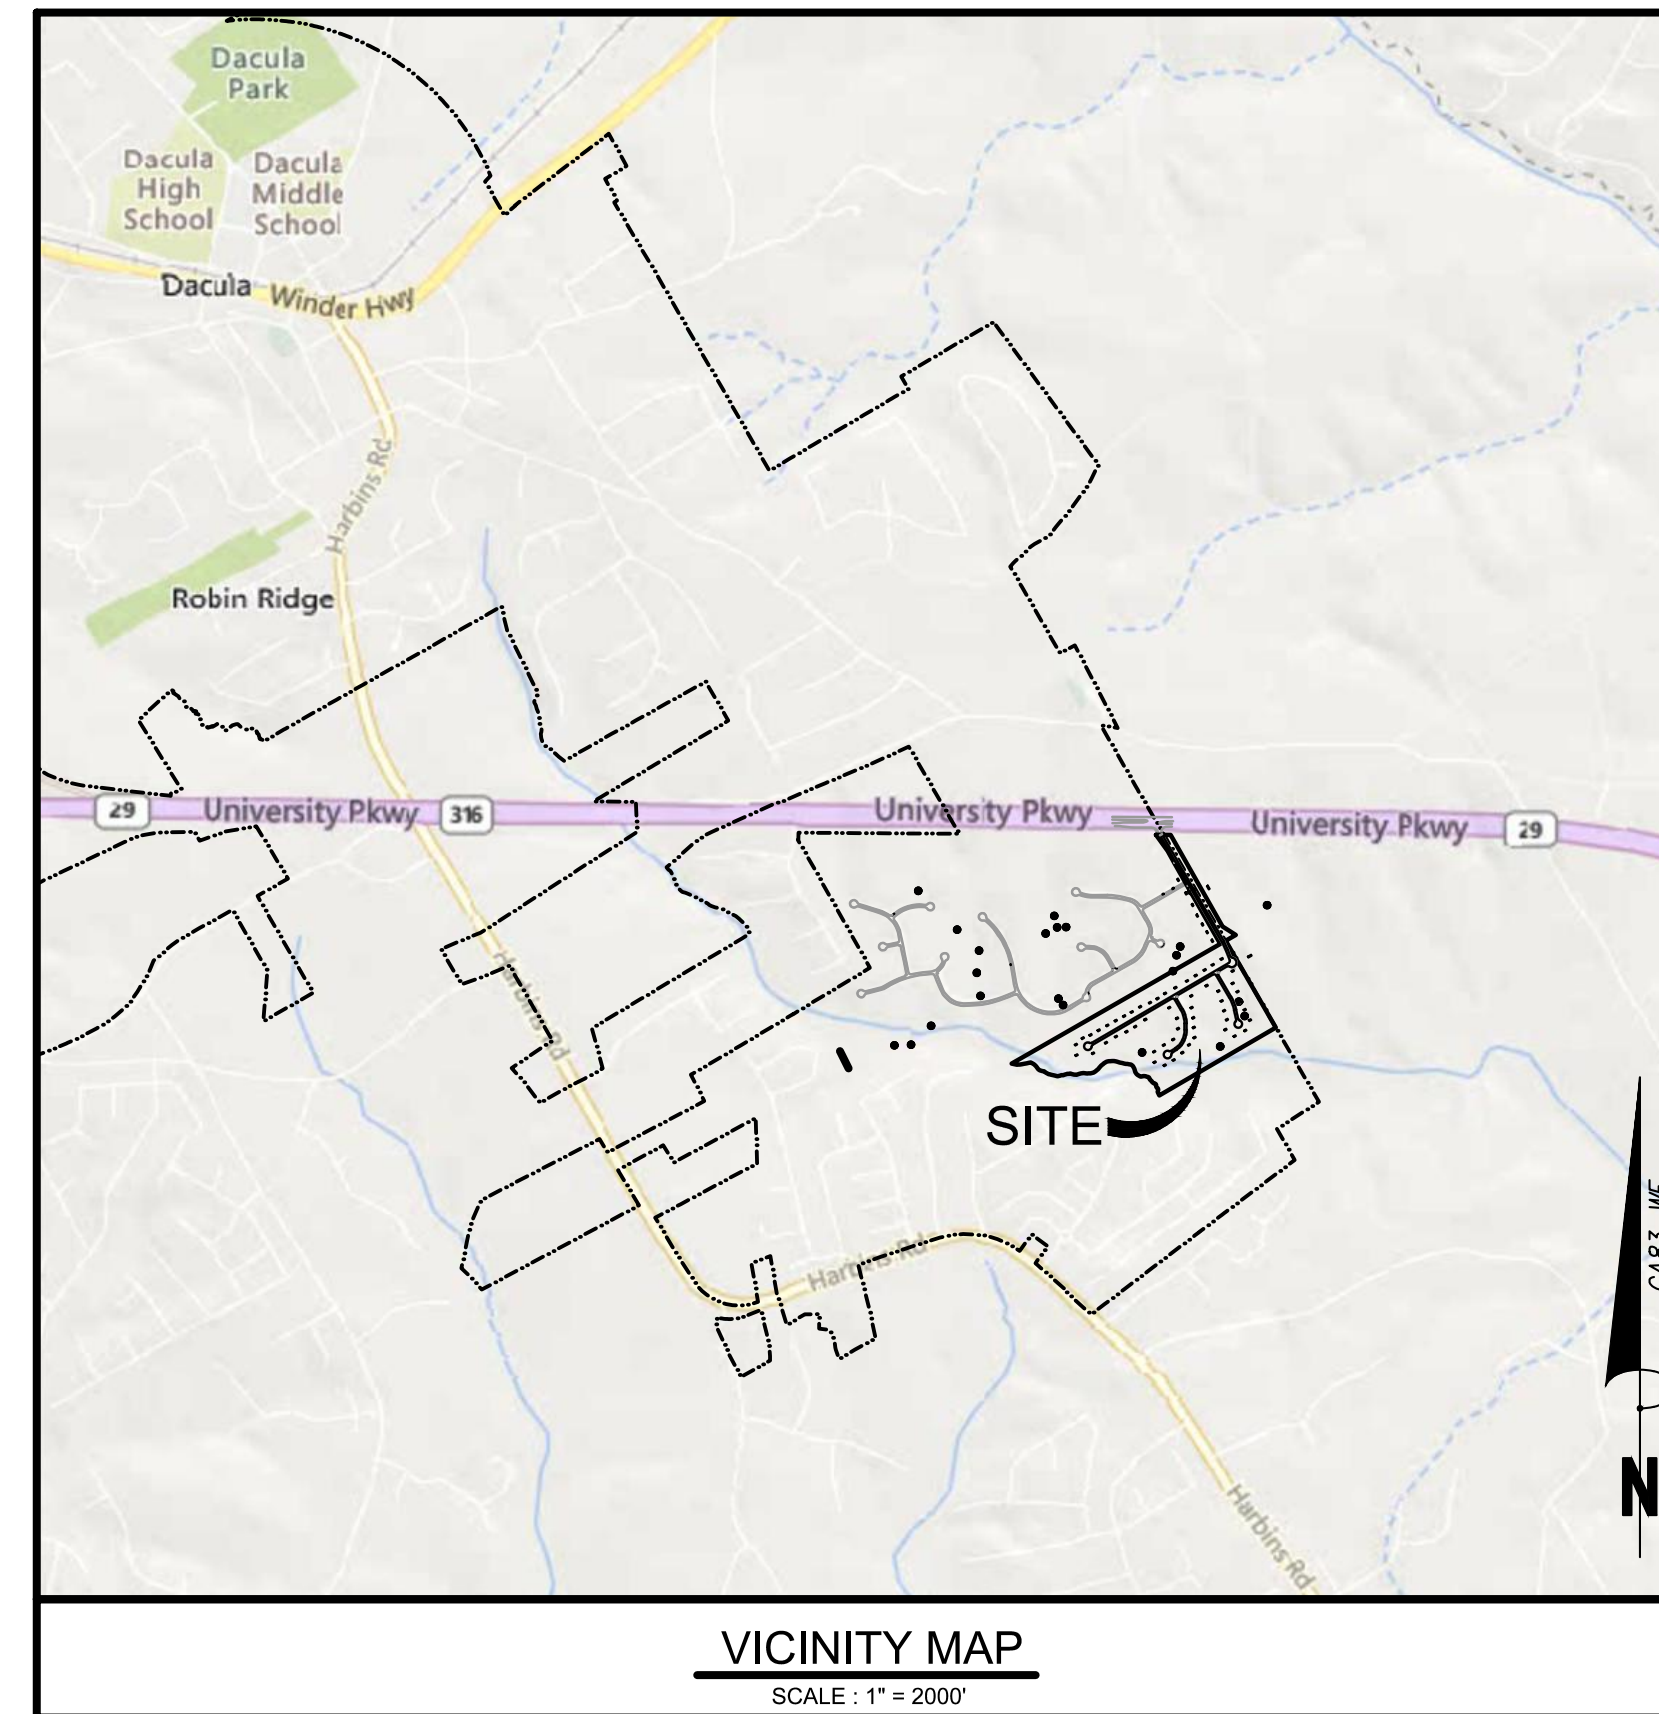 Dacula
Park
Dacula
High
School
Dacula
Middle
School
Dacula
Winder Hwy
Harbins Rd
Robin Ridge
29
University Pkwy
316
University Pkwy
University Pkwy
29
Harbins Rd
SITE
Harbins Rd
Harbins Rd
N
VICINITY MAP
SCALE : 1" = 2000'